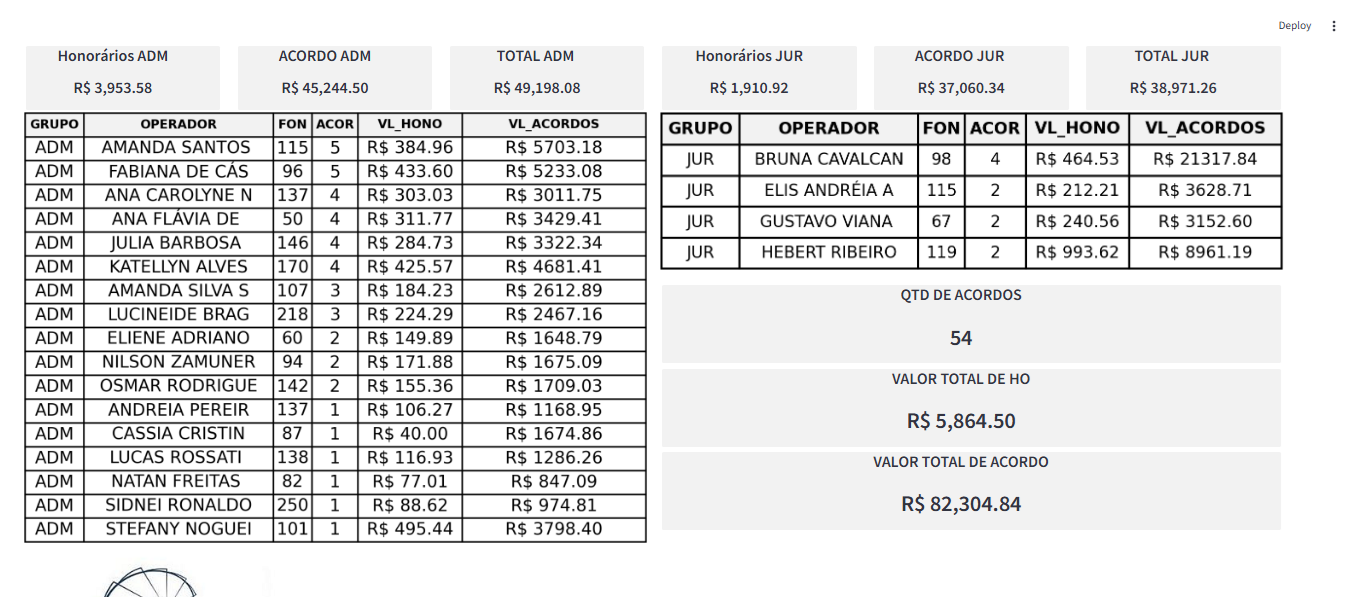 Deploy
Honorários ADM
R$ 3,953.58
ACORDO ADM
R$ 45,244.50
TOTAL ADM
R$ 49,198.08
Honorários JUR
R$ 1,910.92
ACORDO JUR
R$ 37,060.34
TOTAL JUR
R$ 38,971.26
GRUPO OPERADOR FON ACOR VL_HONO VL_ACORDOS
ADM AMANDA SANTOS 115 5 R$ 384.96 R$ 5703.18
ADM FABIANA DE CÁS 96 5 R$ 433.60 R$ 5233.08
ADM ANA CAROLYNE N 137 4 R$ 303.03 R$ 3011.75
ADM ANA FLÁVIA DE 50 4 R$ 311.77 R$ 3429.41
ADM JULIA BARBOSA 146 4 R$ 284.73 R$ 3322.34
ADM KATELLYN ALVES 170 4 R$ 425.57 R$ 4681.41
ADM AMANDA SILVA S 107 3 R$ 184.23 R$ 2612.89
ADM LUCINEIDE BRAG 218 3 R$ 224.29 R$ 2467.16
ADM ELIENE ADRIANO 60 2 R$ 149.89 R$ 1648.79
ADM NILSON ZAMUNER 94 2 R$ 171.88 R$ 1675.09
ADM OSMAR RODRIGUE 142 2 R$ 155.36 R$ 1709.03
ADM ANDREIA PEREIR 137 1 R$ 106.27 R$ 1168.95
ADM CASSIA CRISTIN 87 1 R$ 40.00 R$ 1674.86
ADM LUCAS ROSSATI 138 1 R$ 116.93 R$ 1286.26
ADM NATAN FREITAS 82 1 R$ 77.01 R$ 847.09
ADM SIDNEI RONALDO 250 1 R$ 88.62 R$ 974.81
ADM STEFANY NOGUEI 101 1 R$ 495.44 R$ 3798.40
GRUPO OPERADOR FON ACOR VL_HONO VL_ACORDOS
JUR BRUNA CAVALCAN 98 4 R$ 464.53 R$ 21317.84
JUR ELIS ANDRÉIA A 115 2 R$ 212.21 R$ 3628.71
JUR GUSTAVO VIANA 67 2 R$ 240.56 R$ 3152.60
JUR HEBERT RIBEIRO 119 2 R$ 993.62 R$ 8961.19
QTD DE ACORDOS
54
VALOR TOTAL DE HO
R$ 5,864.50
VALOR TOTAL DE ACORDO
R$ 82,304.84